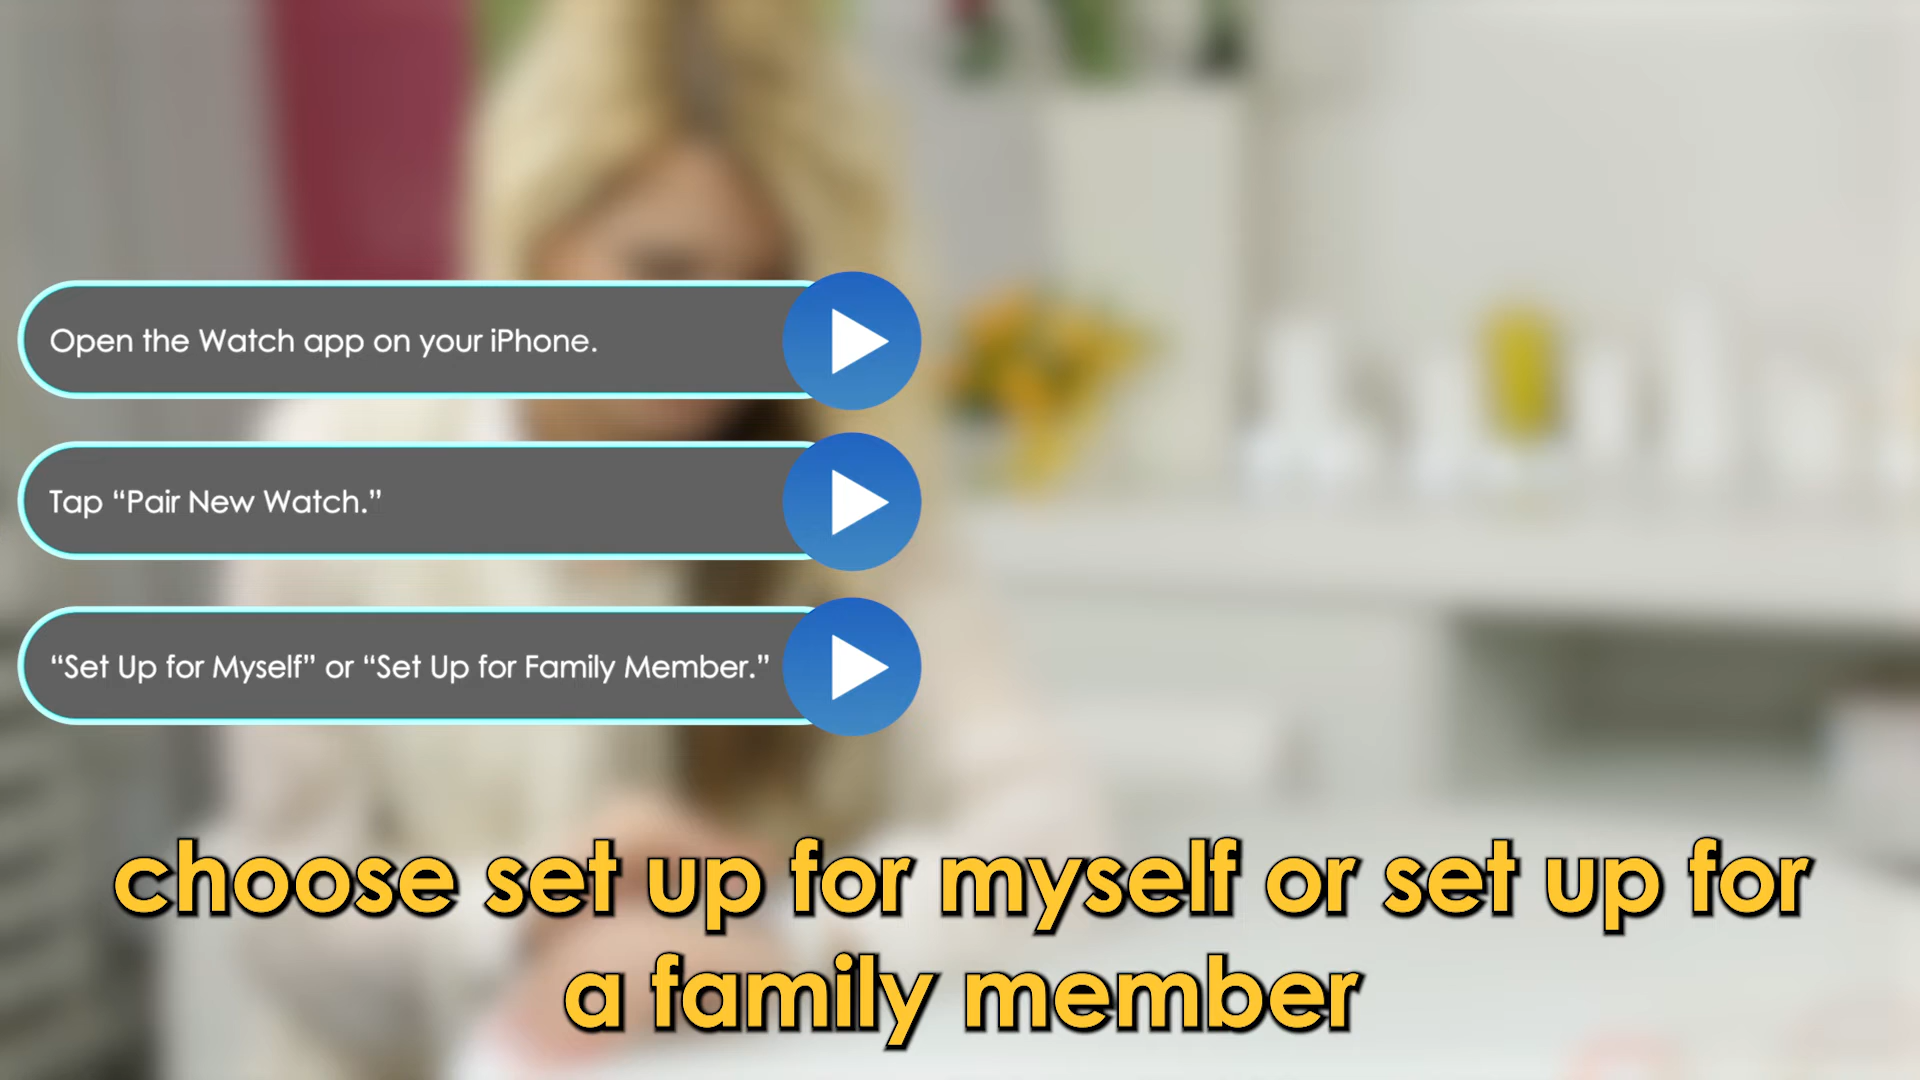 Open the Watch app on your iPhone.
Tap “Pair New Watch.”
“Set Up for Myself” or “Set Up for Family Member.”
choose set up for myself or set up for
a family member